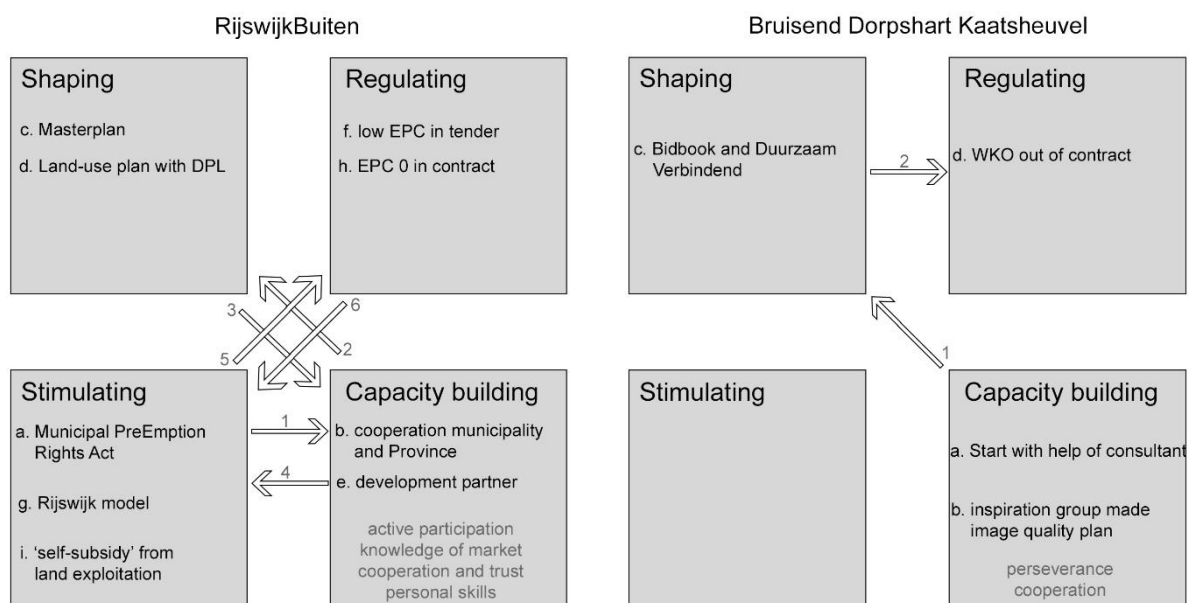 RijswijkBuiten
Shaping
c. Masterplan
d. Land-use plan with DPL
Regulating
f. low EPC in tender
h. EPC 0 in contract
3
6
5
2
Stimulating
a. Municipal PreEmption
Rights Act
g. Rijswijk model
i. ‘self-subsidy’ from
land exploitation
1
4
Capacity building
b. cooperation municipality
and Province
e. development partner
active participation
knowledge of market
cooperation and trust
personal skills
Bruisend Dorpshart Kaatsheuvel
Shaping
c. Bidbook and Duurzaam
Verbindend
2
Regulating
d. WKO out of contract
1
Stimulating
Capacity building
a. Start with help of consultant
b. inspiration group made
image quality plan
perseverance
cooperation